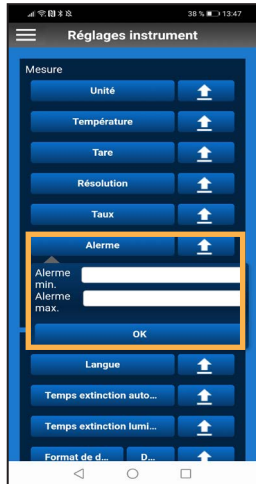 38 % 13:47
Réglages instrument
Mesure
Unité
Température
Tare
Résolution
Taux
Alerme
Alerme
min.
Alerme
max.
OK
Langue
Temps extinction auto...
Temps extinction lumi...
Format de d... D...